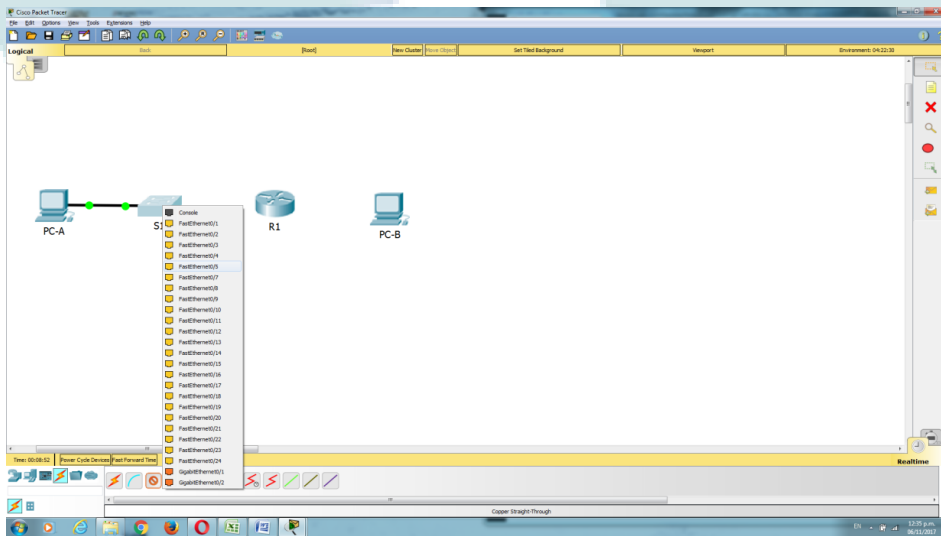 Cisco Packet Tracer
File Edit Options View Tools Extensions Help
Logical Back [Root] New Cluster Move Object Set Tiled Background Viewport Environment: 04:22:30
PC-A
S1
R1
PC-B
Console
FastEthernet0/1
FastEthernet0/2
FastEthernet0/3
FastEthernet0/4
FastEthernet0/5
FastEthernet0/7
FastEthernet0/8
FastEthernet0/9
FastEthernet0/10
FastEthernet0/11
FastEthernet0/12
FastEthernet0/13
FastEthernet0/14
FastEthernet0/15
FastEthernet0/16
FastEthernet0/17
FastEthernet0/18
FastEthernet0/19
FastEthernet0/20
FastEthernet0/21
FastEthernet0/22
FastEthernet0/23
FastEthernet0/24
GigabitEthernet0/1
GigabitEthernet0/2
Time: 00:08:52 Power Cycle Devices Fast Forward Time Realtime
Copper Straight-Through
EN 12:35 p.m.
06/11/2017